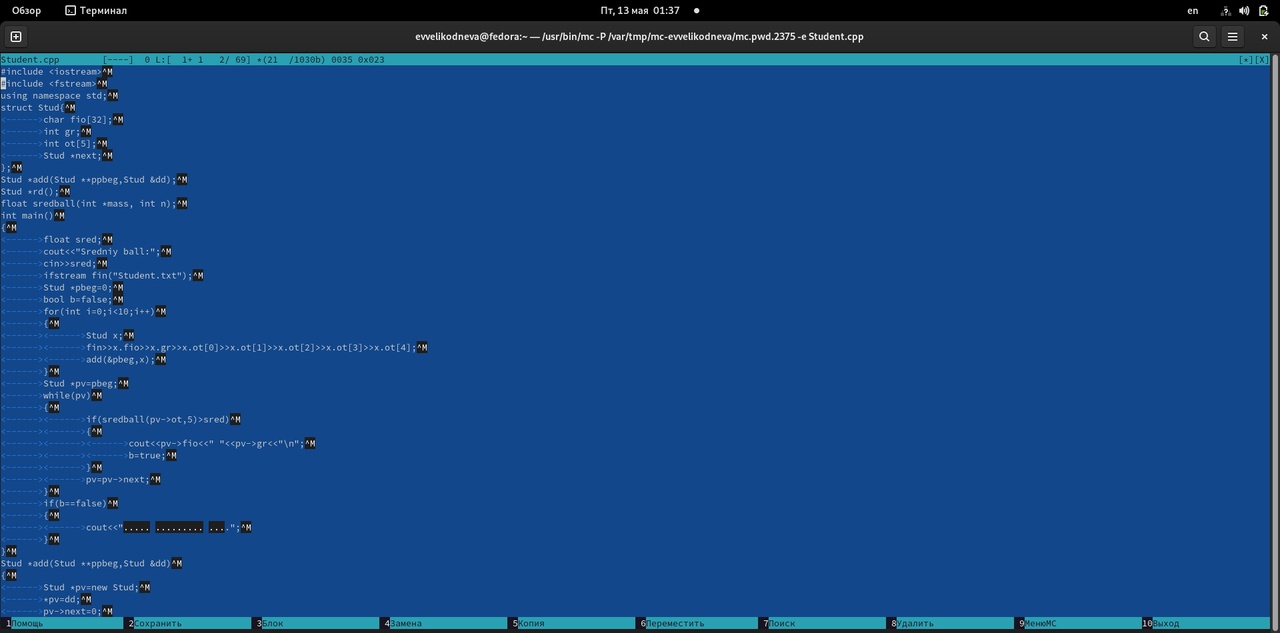 Обзор Терминал Пт, 13 мая 01:37 en
evvelikodneva@fedora:~ — /usr/bin/mc -P /var/tmp/mc-evvelikodneva/mc.pwd.2375 -e Student.cpp
Student.cpp [----] 0 L:[ 1+ 1 2/ 69] *(21 /1030b) 0035 0x023 [*][X]
#include <iostream>^M
#include <fstream>^M
using namespace std;^M
struct Stud{^M
<------>char fio[32];^M
<------>int gr;^M
<------>int ot[5];^M
<------>Stud *next;^M
};^M
Stud *add(Stud **ppbeg,Stud &dd);^M
Stud *rd();^M
float sredball(int *mass, int n);^M
int main()^M
{^M
<------>float sred;^M
<------>cout<<"Sredniy ball:";^M
<------>cin>>sred;^M
<------>ifstream fin("Student.txt");^M
<------>Stud *pbeg=0;^M
<------>bool b=false;^M
<------>for(int i=0;i<10;i++)^M
<------>{^M
<------><------>Stud x;^M
<------><------>fin>>x.fio>>x.gr>>x.ot[0]>>x.ot[1]>>x.ot[2]>>x.ot[3]>>x.ot[4];^M
<------><------>add(&pbeg,x);^M
<------>}^M
<------>Stud *pv=pbeg;^M
<------>while(pv)^M
<------>{^M
<------><------>if(sredball(pv->ot,5)>sred)^M
<------><------>{^M
<------><------><------>cout<<pv->fio<<" "<<pv->gr<<"\n";^M
<------><------><------>b=true;^M
<------><------>}^M
<------><------>pv=pv->next;^M
<------>}^M
<------>if(b==false)^M
<------>{^M
<------><------>cout<<"..... ......... ....";^M
<------>}^M
}^M
Stud *add(Stud **ppbeg,Stud &dd)^M
{^M
<------>Stud *pv=new Stud;^M
<------>*pv=dd;^M
<------>pv->next=0;^M
1Помощь 2Сохранить 3Блок 4Замена 5Копия 6Переместить 7Поиск 8Удалить 9МенюMC 10Выход